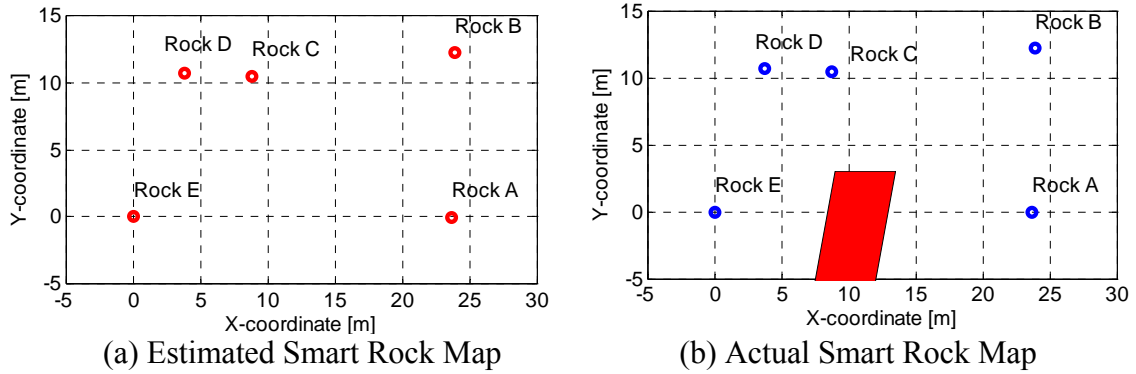 15
10
5
0
-5
Y-coordinate [m]
Rock D
Rock C
Rock B
Rock E
Rock A
-5 0 5 10 15 20 25 30
X-coordinate [m]
(a) Estimated Smart Rock Map
15
10
5
0
-5
Y-coordinate [m]
Rock D
Rock C
Rock B
Rock E
Rock A
-5 0 5 10 15 20 25 30
X-coordinate [m]
(b) Actual Smart Rock Map